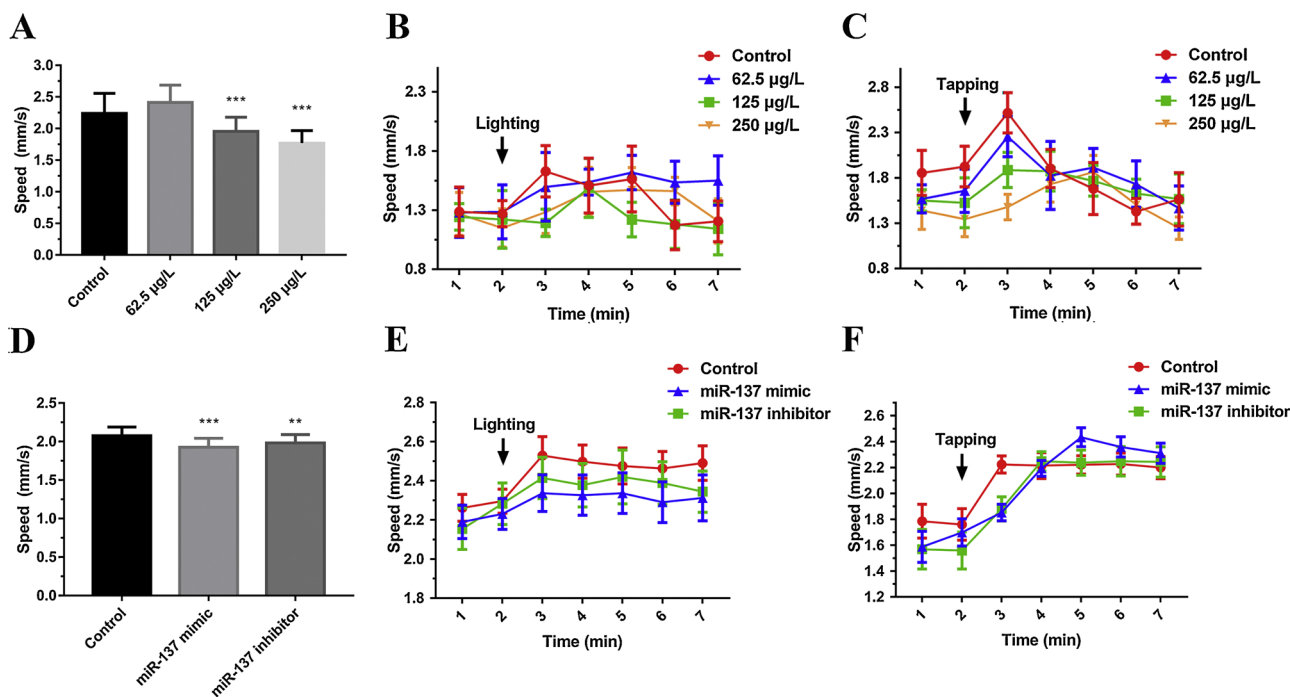 A
Speed (mm/s)
3.0
2.5
2.0
1.5
1.0
0.5
0.0
***
***
Control
62.5 µg/L
125 µg/L
250 µg/L
B
Control
62.5 µg/L
125 µg/L
250 µg/L
Lighting
Speed (mm/s)
2.3
1.8
1.3
0.8
1 2 3 4 5 6 7
Time (min)
C
Control
62.5 µg/L
125 µg/L
250 µg/L
Tapping
Speed (mm/s)
2.8
2.3
1.8
1.3
0.8
1 2 3 4 5 6 7
Time (min)
D
Speed (mm/s)
2.5
2.0
1.5
1.0
0.5
0.0
***
**
Control
miR-137 mimic
miR-137 inhibitor
E
Control
miR-137 mimic
miR-137 inhibitor
Lighting
Speed (mm/s)
2.8
2.6
2.4
2.2
2.0
1.8
1 2 3 4 5 6 7
Time (min)
F
Control
miR-137 mimic
miR-137 inhibitor
Tapping
Speed (mm/s)
2.6
2.4
2.2
2.0
1.8
1.6
1.4
1.2
1 2 3 4 5 6 7
Time (min)